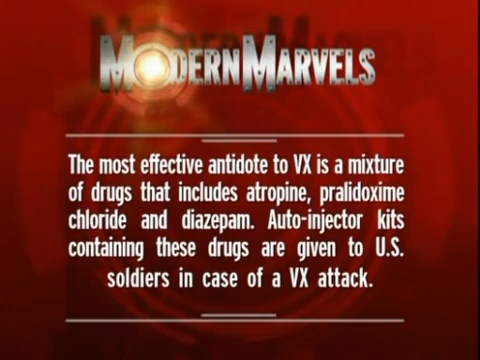 MODERN MARVELS
The most effective antidote to VX is a mixture
of drugs that includes atropine, pralidoxime
chloride and diazepam. Auto-injector kits
containing these drugs are given to U.S.
soldiers in case of a VX attack.